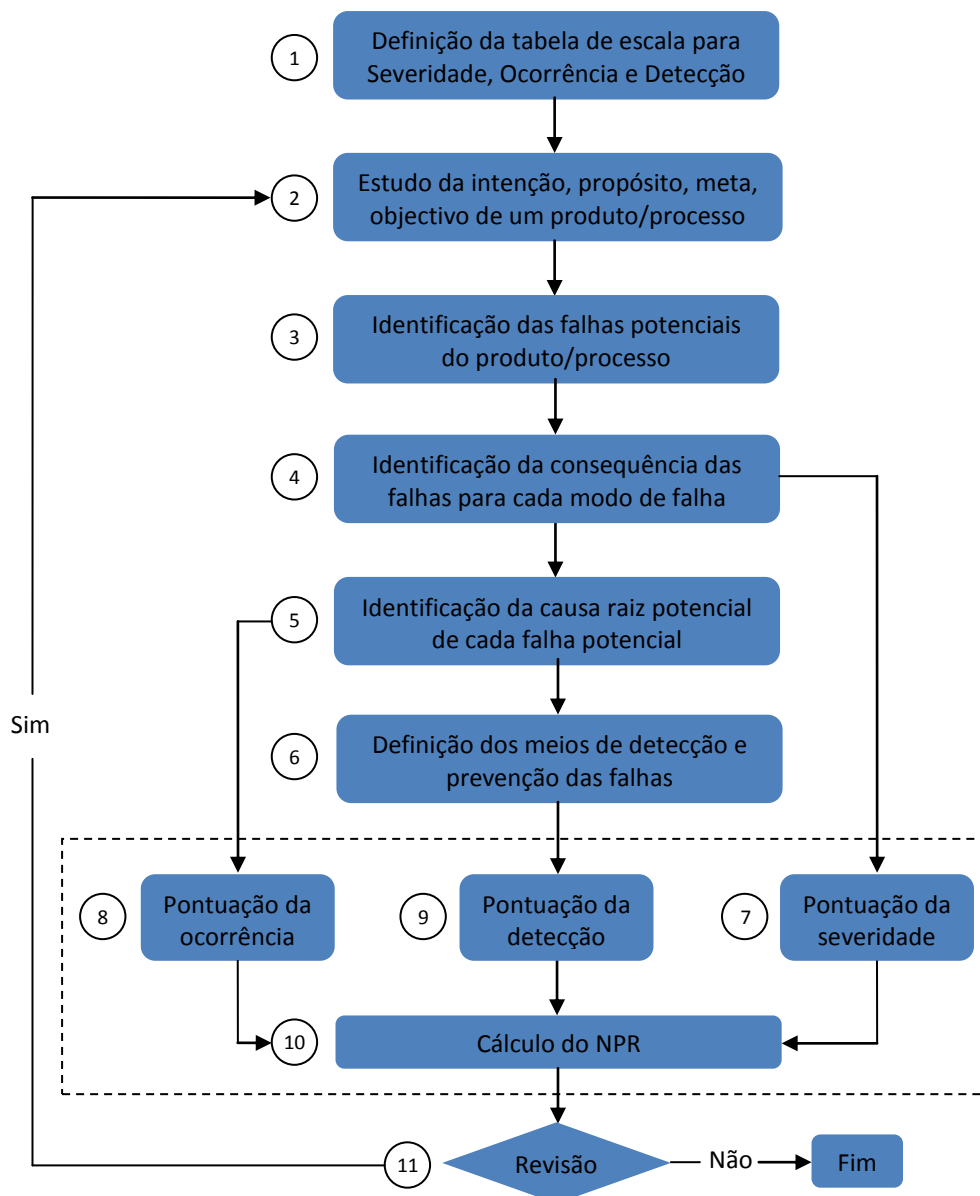 1
Definição da tabela de escala para
Severidade, Ocorrência e Detecção
2
Estudo da intenção, propósito, meta,
objectivo de um produto/processo
3
Identificação das falhas potenciais
do produto/processo
4
Identificação da consequência das
falhas para cada modo de falha
5
Identificação da causa raiz potencial
de cada falha potencial
Sim
6
Definição dos meios de detecção e
prevenção das falhas
8
Pontuação da
ocorrência
9
Pontuação da
detecção
7
Pontuação da
severidade
10
Cálculo do NPR
11
Revisão
Não
Fim